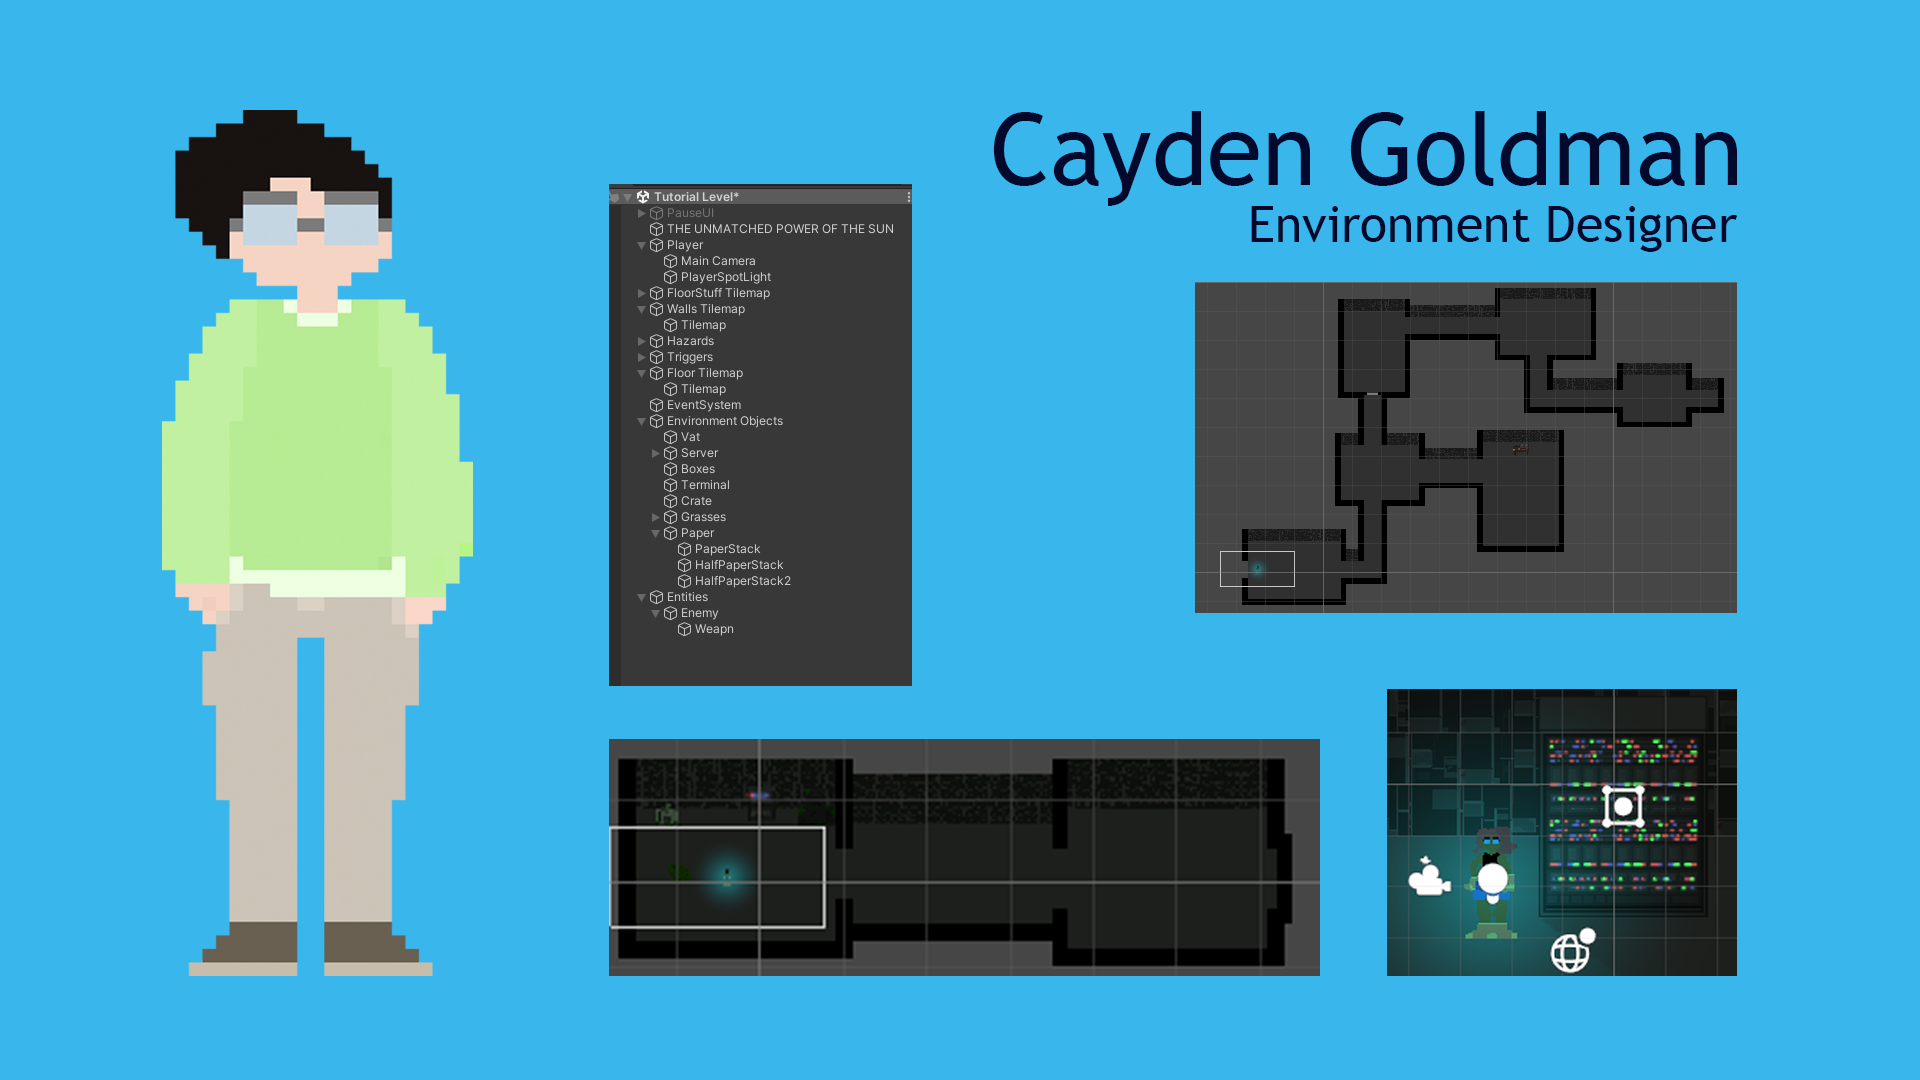 Cayden Goldman
Environment Designer
Tutorial Level*
PauseUI
THE UNMATCHED POWER OF THE SUN
Player
Main Camera
PlayerSpotLight
FloorStuff Tilemap
Walls Tilemap
Tilemap
Hazards
Triggers
Floor Tilemap
Tilemap
EventSystem
Environment Objects
Vat
Server
Boxes
Terminal
Crate
Grasses
Paper
PaperStack
HalfPaperStack
HalfPaperStack2
Entities
Enemy
Weapn